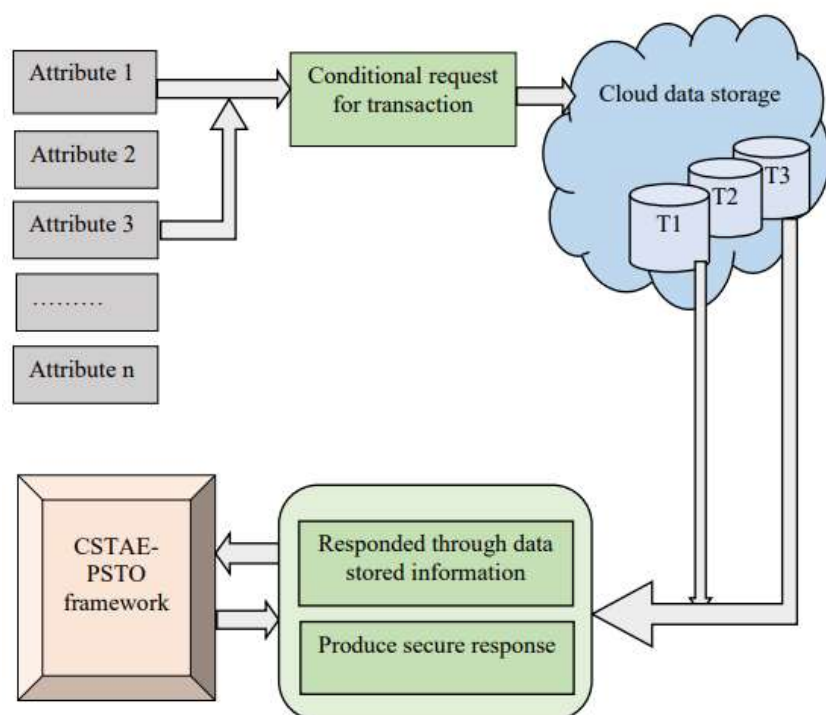 Attribute 1
Attribute 2
Attribute 3
.........
Attribute n
Conditional request
for transaction
Cloud data storage
T1
T2
T3
CSTAE-
PSTO
framework
Responded through data
stored information
Produce secure response